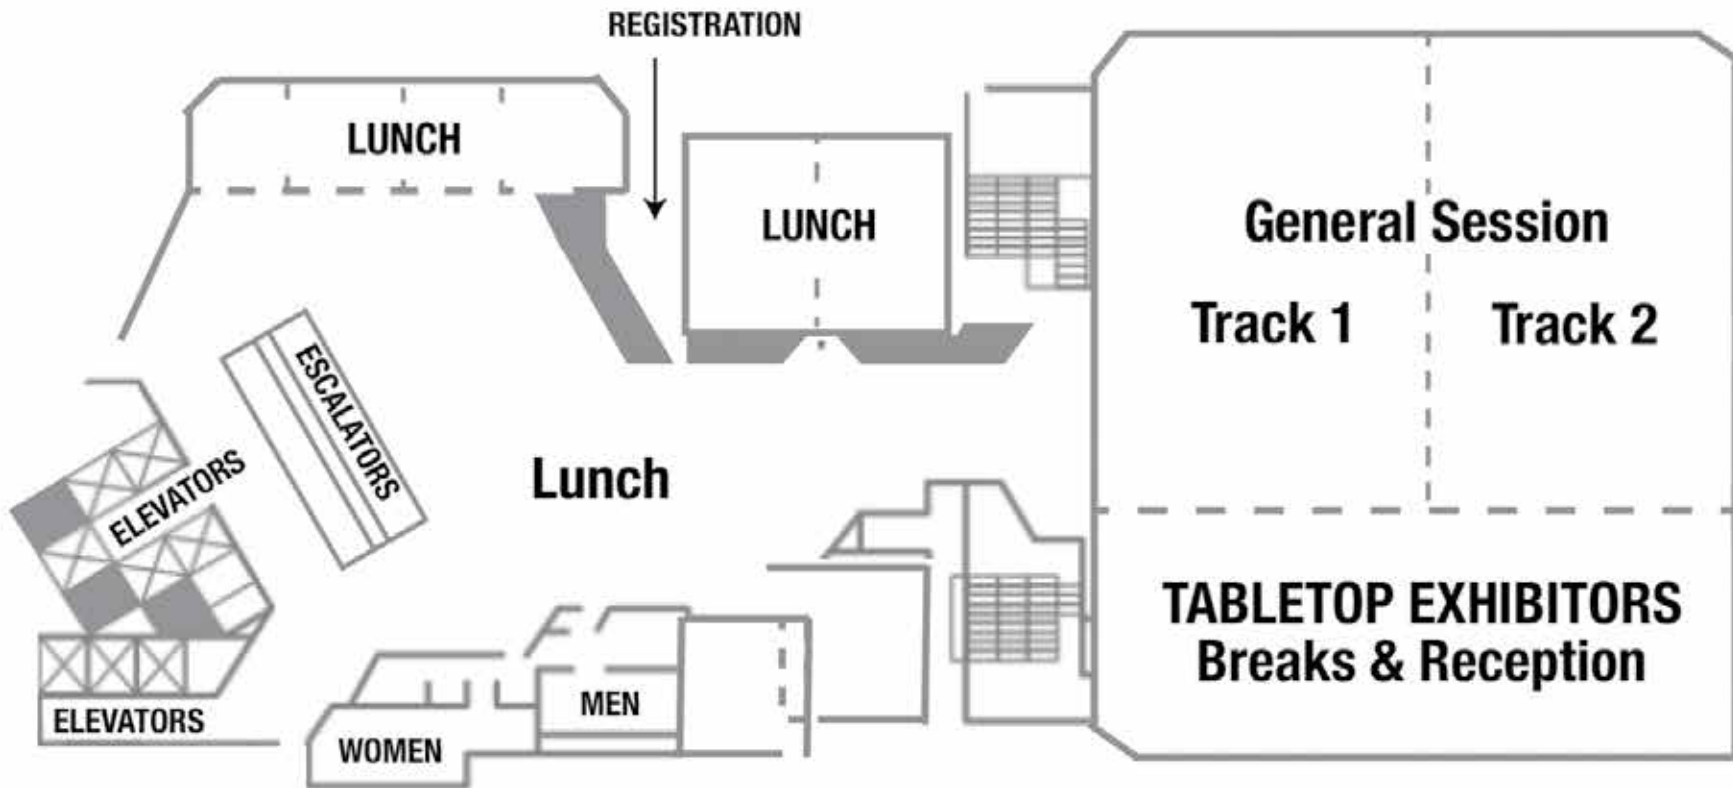 REGISTRATION
LUNCH
LUNCH
General Session
Track 1
Track 2
ESCALATORS
ELEVATORS
Lunch
TABLETOP EXHIBITORS
Breaks & Reception
MEN
ELEVATORS
WOMEN